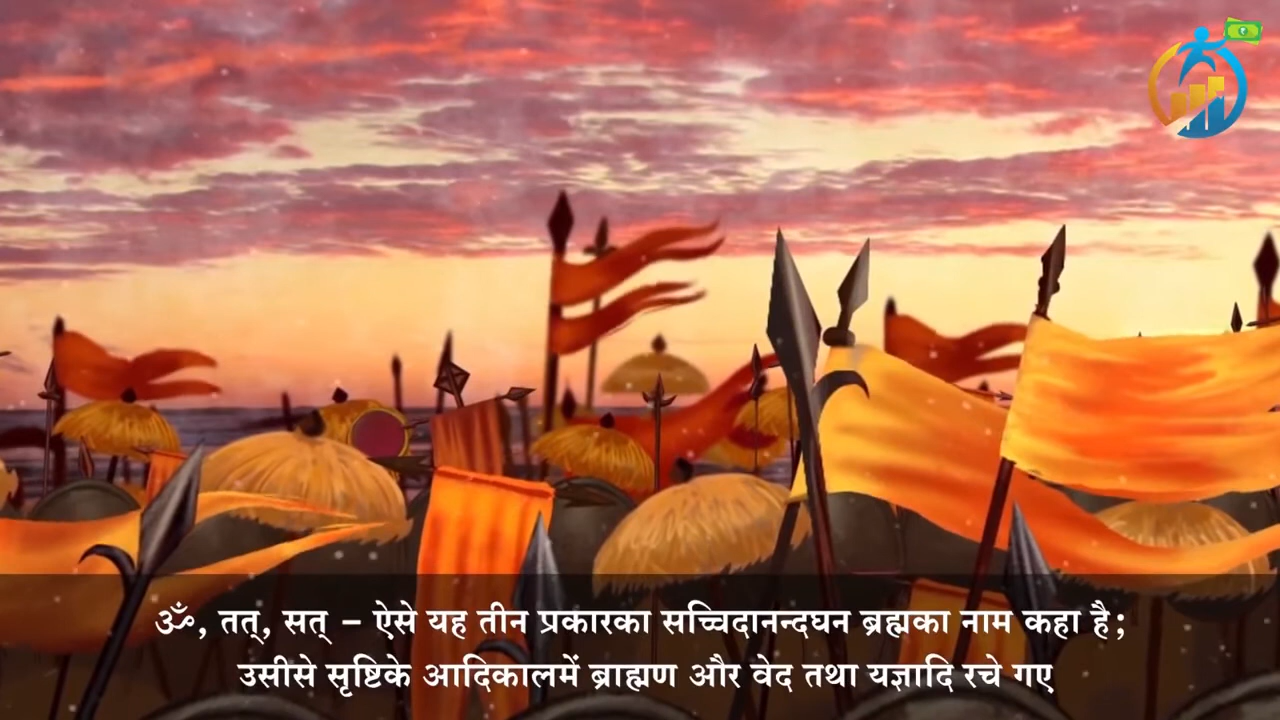 ॐ, तत्, सत् – ऐसे यह तीन प्रकारका सच्चिदानन्दघन ब्रह्मका नाम कहा है;
उसीसे सृष्टिके आदिकालमें ब्राह्मण और वेद तथा यज्ञादि रचे गए